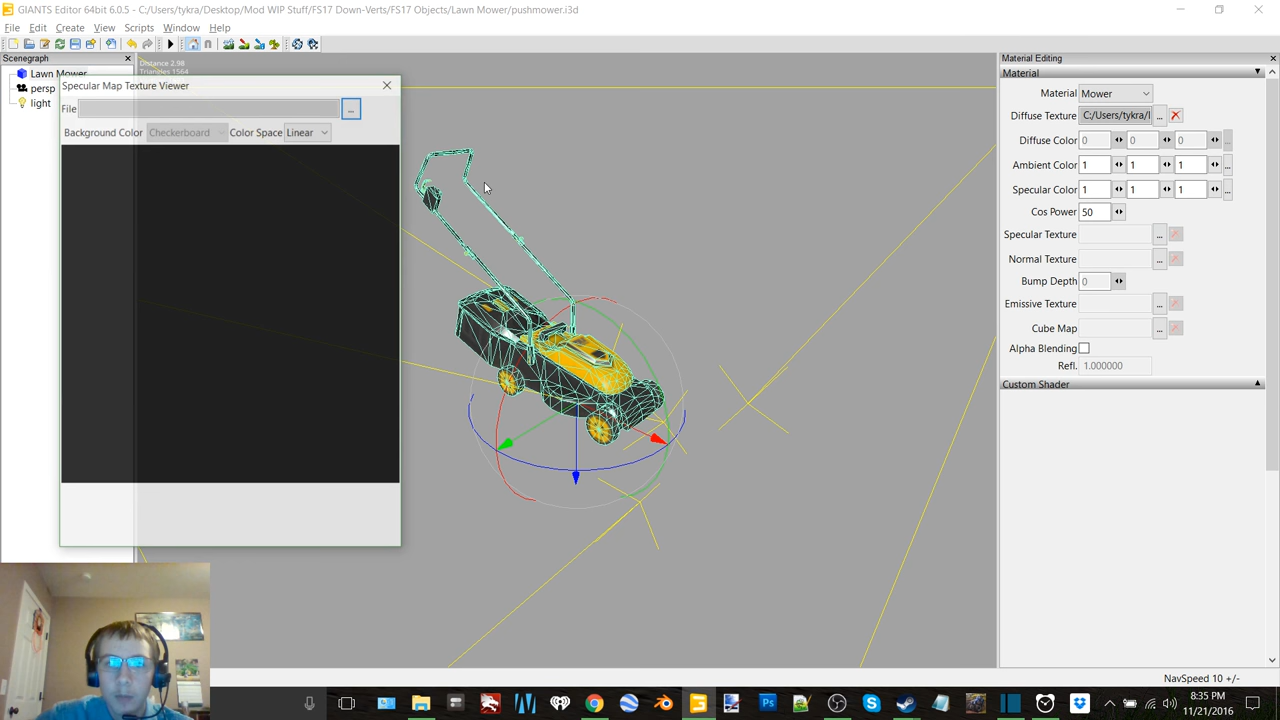 GIANTS Editor 64bit 6.0.5 - C:/Users/tykra/Desktop/Mod WIP Stuff/FS17 Down-Verts/FS17 Objects/Lawn Mower/pushmower.i3d
File Edit Create View Scripts Window Help
Scenegraph
Distance 2.98
Triangles 1564
Lawn Mower
persp
light
Specular Map Texture Viewer
File ...
Background Color Checkerboard Color Space Linear
Material Editing
Material
Material Mower
Diffuse Texture C:/Users/tykra/l ...
Diffuse Color 0 0 0 ...
Ambient Color 1 1 1 ...
Specular Color 1 1 1 ...
Cos Power 50
Specular Texture ...
Normal Texture ...
Bump Depth 0
Emissive Texture ...
Cube Map ...
Alpha Blending
Refl. 1.000000
Custom Shader
NavSpeed 10 +/-
8:35 PM
11/21/2016